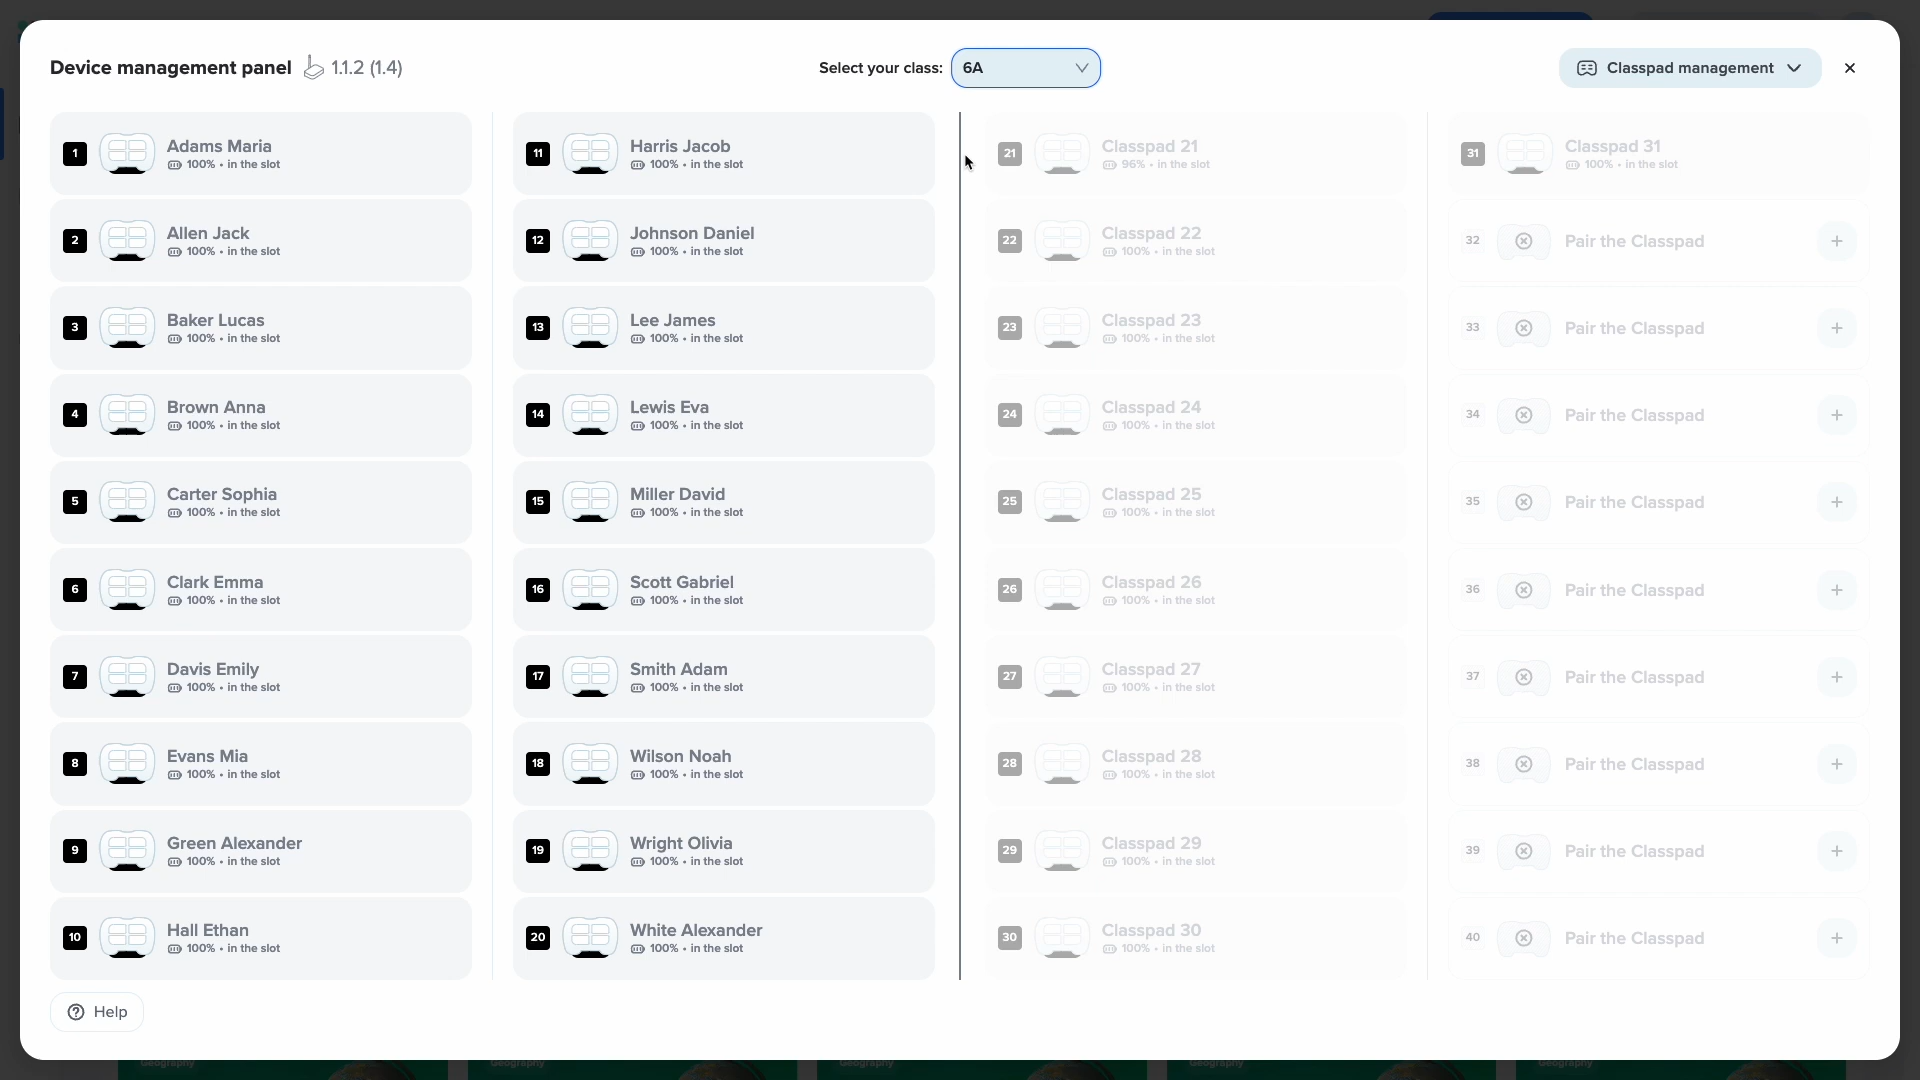 Device management panel 1.1.2 (1.4)
Select your class: 6A
Classpad management
1 Adams Maria
100% • in the slot
2 Allen Jack
100% • in the slot
3 Baker Lucas
100% • in the slot
4 Brown Anna
100% • in the slot
5 Carter Sophia
100% • in the slot
6 Clark Emma
100% • in the slot
7 Davis Emily
100% • in the slot
8 Evans Mia
100% • in the slot
9 Green Alexander
100% • in the slot
10 Hall Ethan
100% • in the slot
11 Harris Jacob
100% • in the slot
12 Johnson Daniel
100% • in the slot
13 Lee James
100% • in the slot
14 Lewis Eva
100% • in the slot
15 Miller David
100% • in the slot
16 Scott Gabriel
100% • in the slot
17 Smith Adam
100% • in the slot
18 Wilson Noah
100% • in the slot
19 Wright Olivia
100% • in the slot
20 White Alexander
100% • in the slot
21 Classpad 21
96% • in the slot
22 Classpad 22
100% • in the slot
23 Classpad 23
100% • in the slot
24 Classpad 24
100% • in the slot
25 Classpad 25
100% • in the slot
26 Classpad 26
100% • in the slot
27 Classpad 27
100% • in the slot
28 Classpad 28
100% • in the slot
29 Classpad 29
100% • in the slot
30 Classpad 30
100% • in the slot
31 Classpad 31
100% • in the slot
32 Pair the Classpad +
33 Pair the Classpad +
34 Pair the Classpad +
35 Pair the Classpad +
36 Pair the Classpad +
37 Pair the Classpad +
38 Pair the Classpad +
39 Pair the Classpad +
40 Pair the Classpad +
Help
Geography Geography Geography Geography Geography